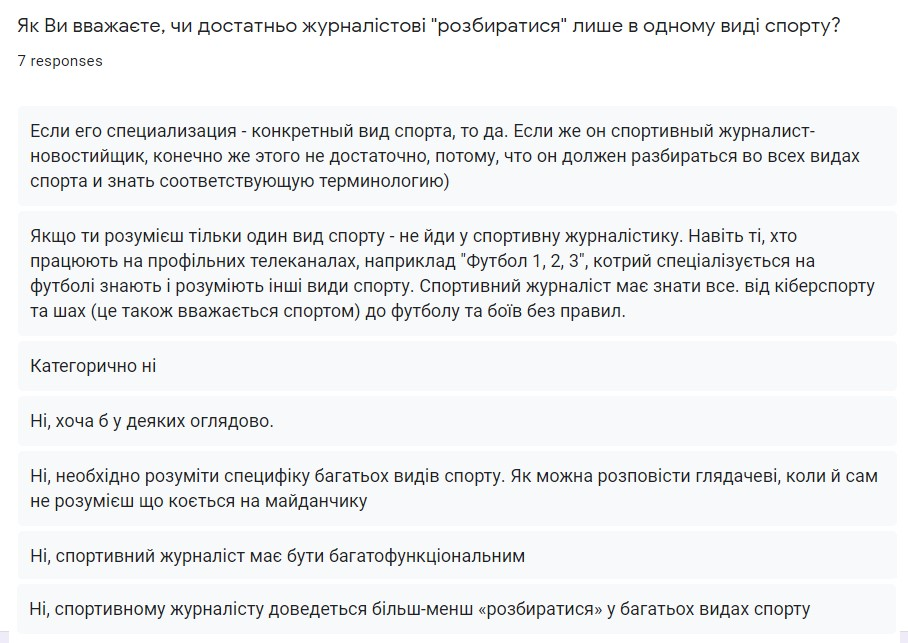 Як Ви вважаєте, чи достатньо журналістові "розбиратися" лише в одному виді спорту?
7 responses
Если его специализация - конкретный вид спорта, то да. Если же он спортивный журналист-
новостийщик, конечно же этого не достаточно, потому, что он должен разбираться во всех видах
спорта и знать соответствующую терминологию)
Якщо ти розумієш тільки один вид спорту - не йди у спортивну журналістику. Навіть ті, хто
працюють на профільних телеканалах, наприклад "Футбол 1, 2, 3", котрий спеціалізується на
футболі знають і розуміють інші види спорту. Спортивний журналіст має знати все. від кіберспорту
та шах (це також вважається спортом) до футболу та боїв без правил.
Категорично ні
Ні, хоча б у деяких оглядово.
Ні, необхідно розуміти специфіку багатьох видів спорту. Як можна розповісти глядачеві, коли й сам
не розумієш що коється на майданчику
Ні, спортивний журналіст має бути багатофункціональним
Ні, спортивному журналісту доведеться більш-менш «розбиратися» у багатьох видах спорту